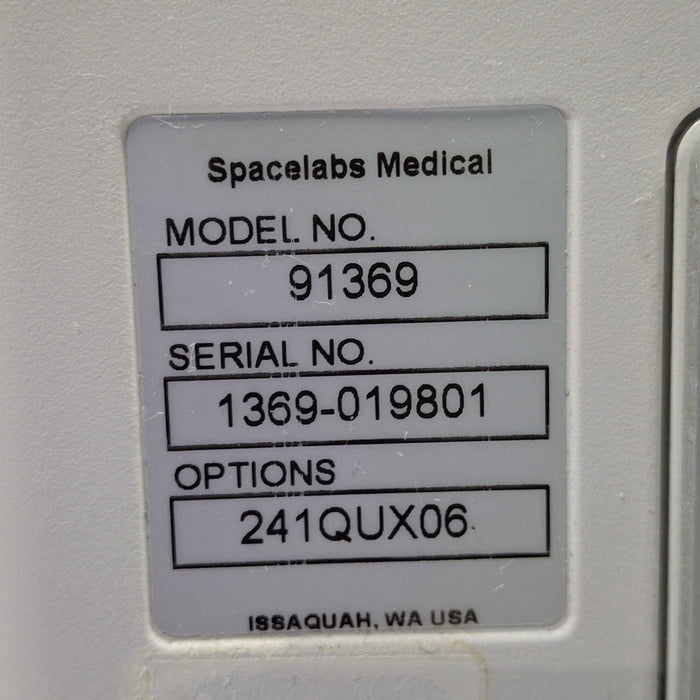 Spacelabs Medical
MODEL NO.
91369
SERIAL NO.
1369-019801
OPTIONS
241QUX06
ISSAQUAH, WA USA